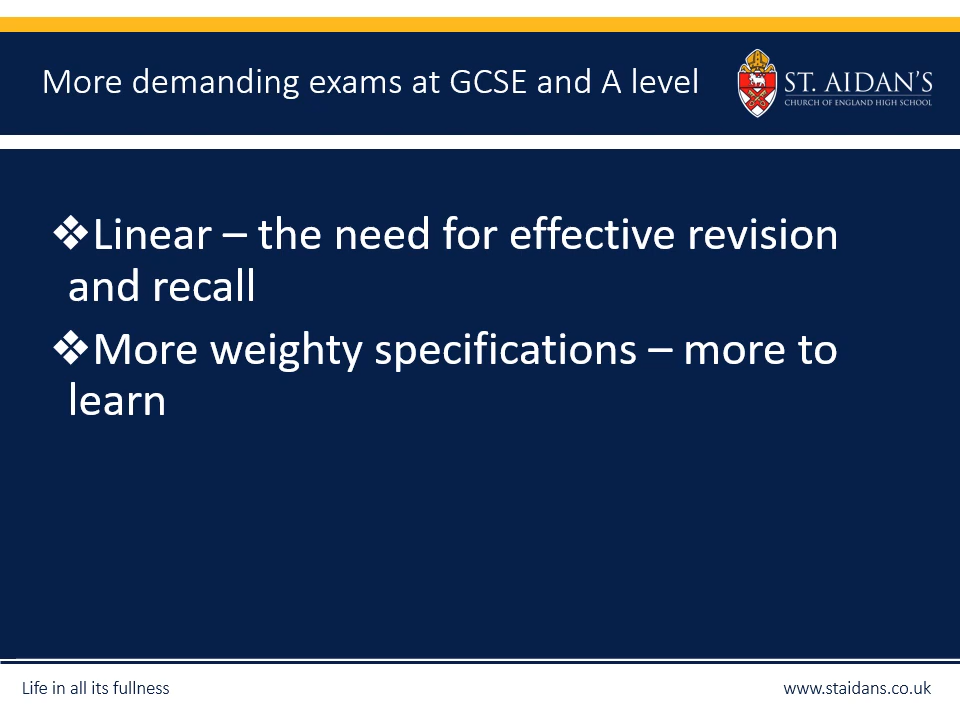 More demanding exams at GCSE and A level
ST. AIDAN'S
CHURCH OF ENGLAND HIGH SCHOOL
❖Linear – the need for effective revision
and recall
❖More weighty specifications – more to
learn
Life in all its fullness
www.staidans.co.uk